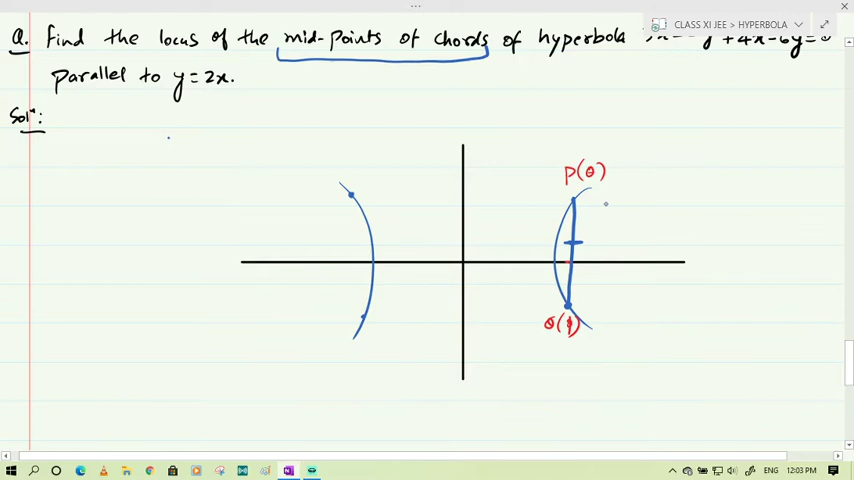 CLASS XI JEE > HYPERBOLA
Q. Find the locus of the mid-points of chords of hyperbola
parallel to y = 2x.
Solⁿ:
P(θ)
Q(ϕ)
ENG 12:03 PM